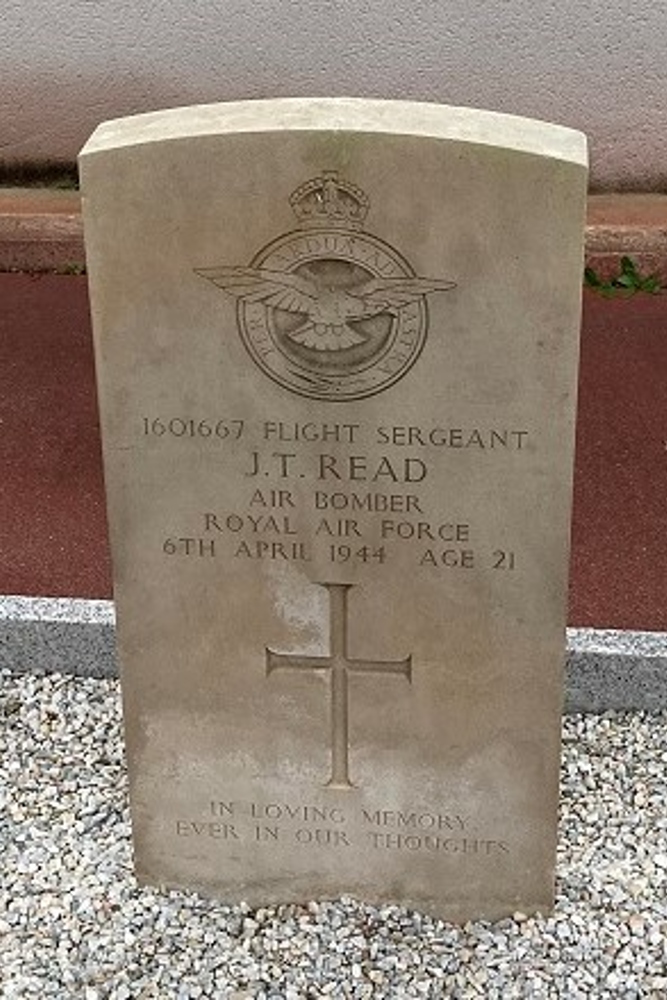 PER ARDUA AD ASTRA
1601667 FLIGHT SERGEANT
J.T. READ
AIR BOMBER
ROYAL AIR FORCE
6TH APRIL 1944 AGE 21
IN LOVING MEMORY.
EVER IN OUR THOUGHTS